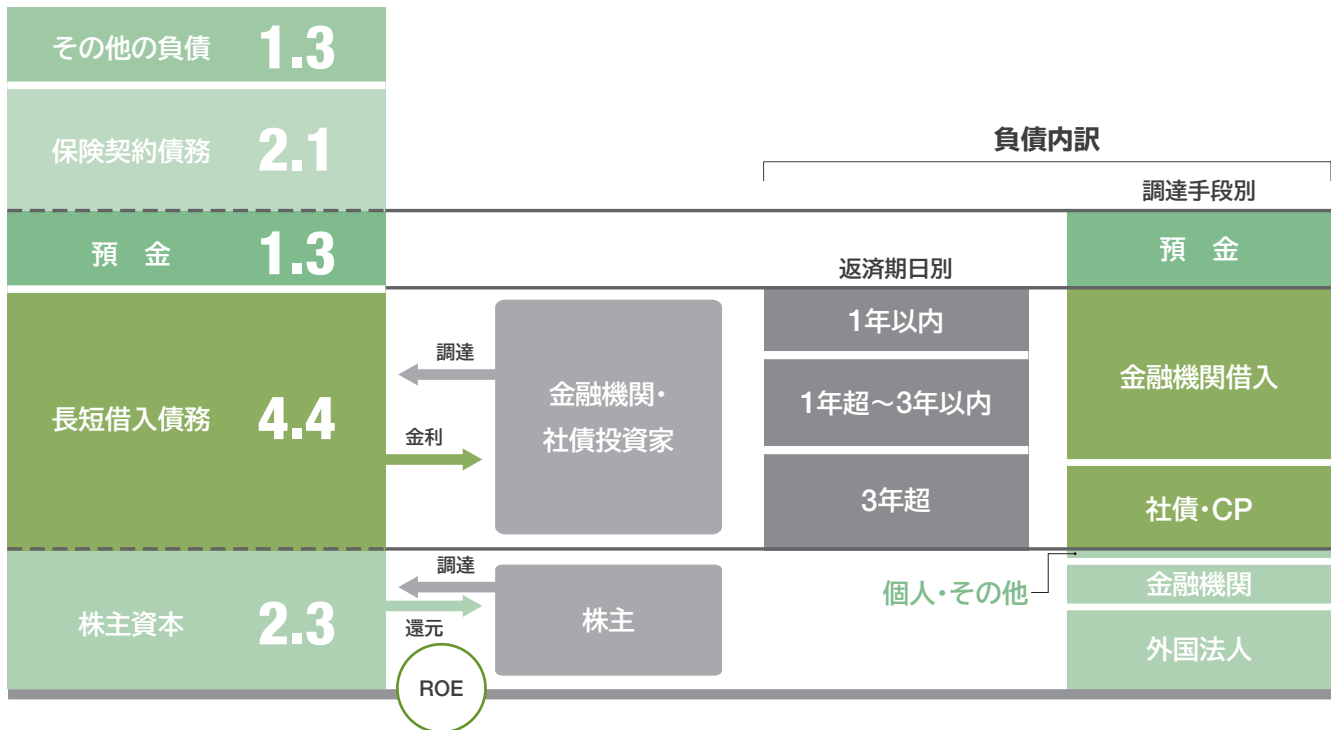 その他の負債 1.3
保険契約債務 2.1
預 金 1.3
長短借入債務 4.4
株主資本 2.3
調達
金利
金融機関・
社債投資家
調達
還元
ROE
株主
負債内訳
返済期日別
1年以内
1年超～3年以内
3年超
調達手段別
預 金
金融機関借入
社債・CP
個人・その他
金融機関
外国法人